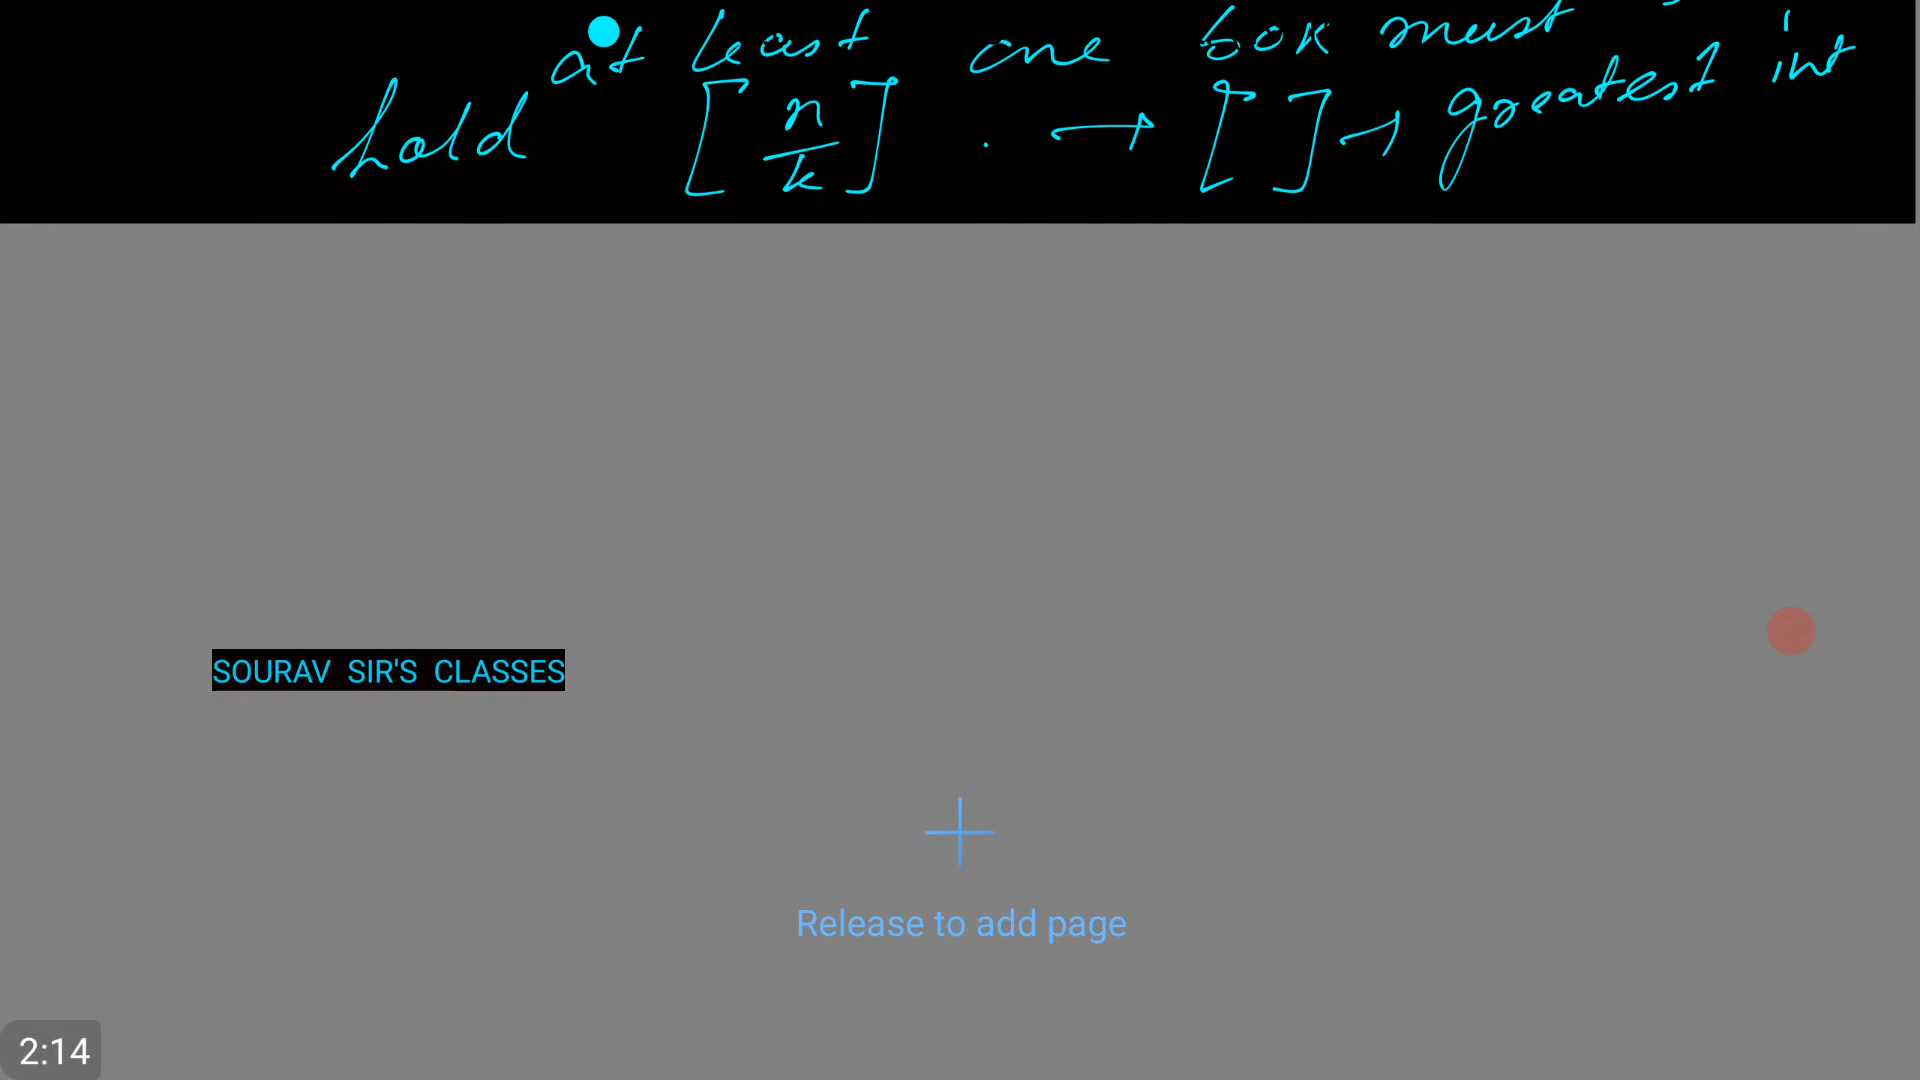 at least one box must
hold [n/k] . → [ ] → greatest int
SOURAV SIR'S CLASSES
Release to add page
2:14